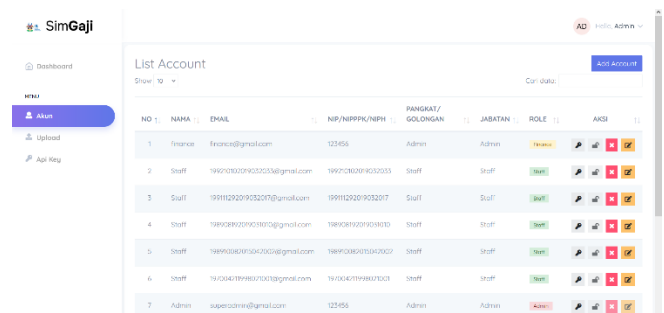 SimGaji
AD Hello, Admin
Dashboard
MENU
Akun
Upload
Api Key
List Account
Add Account
Show 10
Cari data:
NO NAMA EMAIL NIP/NIPPPK/NIPH PANGKAT/GOLONGAN JABATAN ROLE AKSI
1 finance finance@gmail.com 123456 Admin Admin finance
2 Staff 199210102019032033@gmail.com 199210102019032033 Staff Staff Staff
3 Staff 199111292019032017@gmail.com 199111292019032017 Staff Staff Staff
4 Staff 198908192019031010@gmail.com 198908192019031010 Staff Staff Staff
5 Staff 198910082015042002@gmail.com 198910082015042002 Staff Staff Staff
6 Staff 197004211998021001@gmail.com 197004211998021001 Staff Staff Staff
7 Admin superadmin@gmail.com 123456 Admin Admin Admin